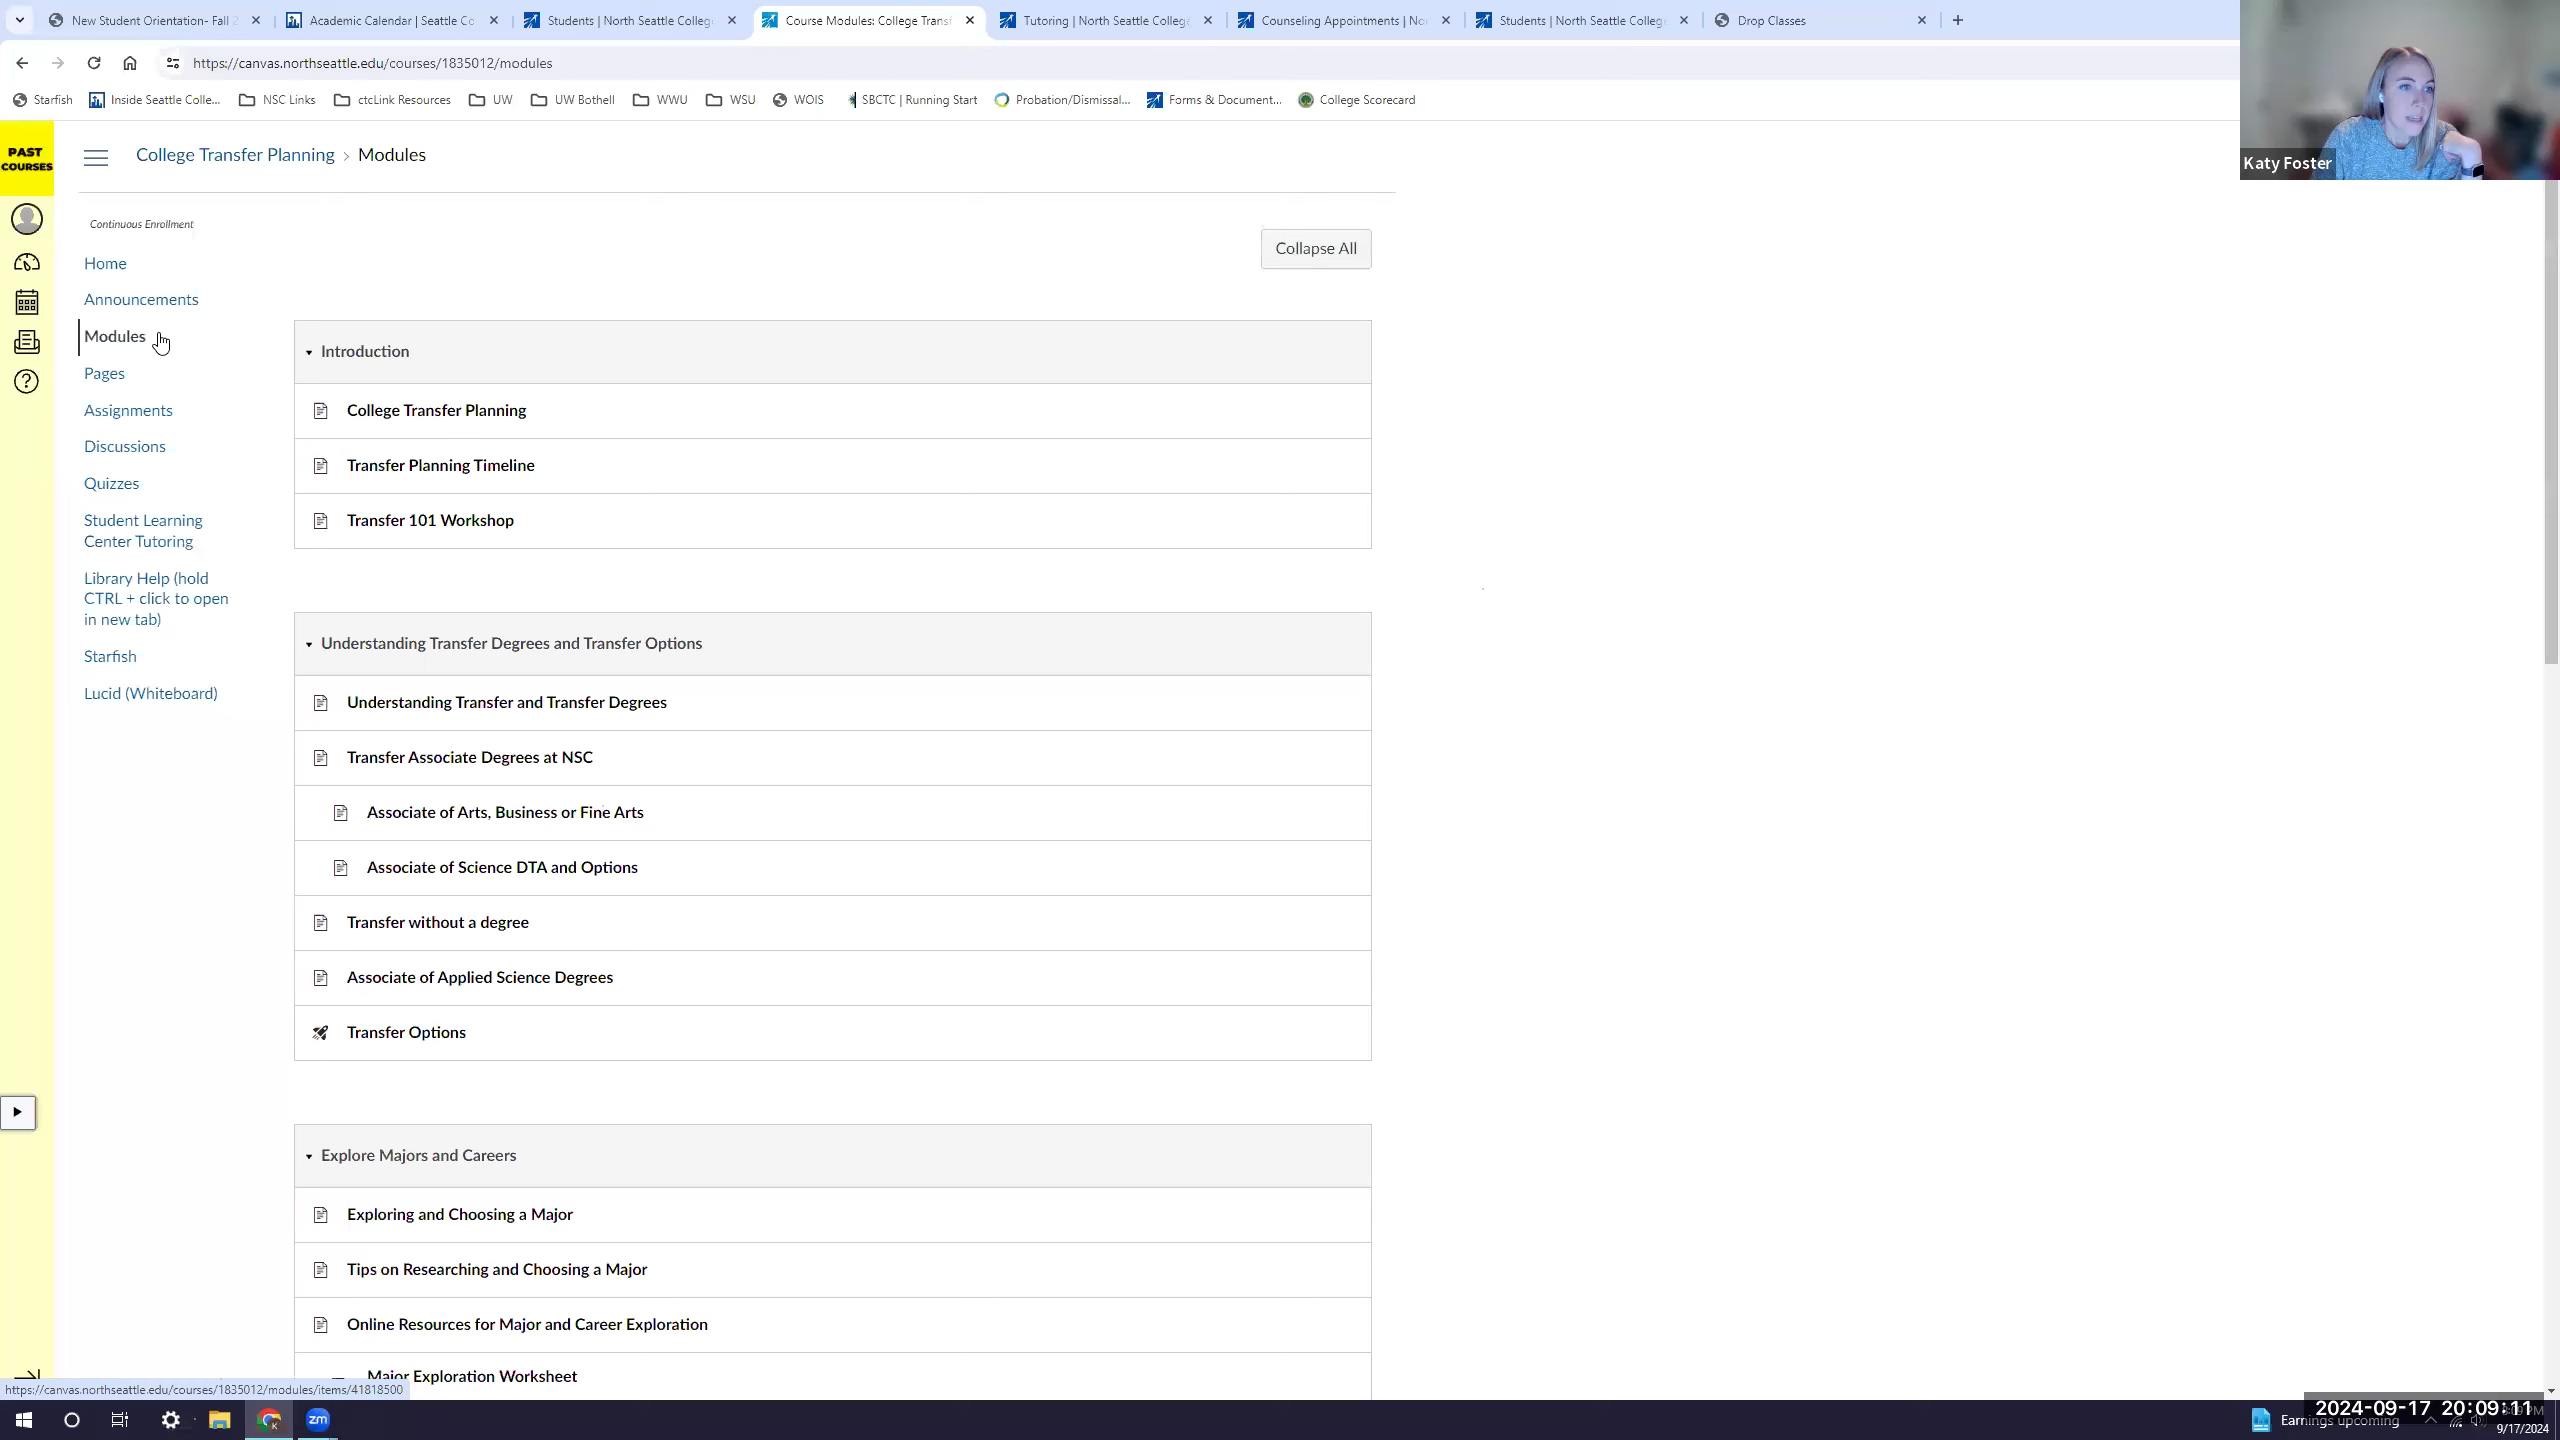 New Student Orientation- Fall 2
Academic Calendar | Seattle Co
Students | North Seattle College
Course Modules: College Transf
Tutoring | North Seattle College
Counseling Appointments | No
Students | North Seattle College
Drop Classes
https://canvas.northseattle.edu/courses/1835012/modules
Starfish
Inside Seattle Colle...
NSC Links
ctcLink Resources
UW
UW Bothell
WWU
WSU
WOIS
SBCTC | Running Start
Probation/Dismissal...
Forms & Document...
College Scorecard
Katy Foster
PAST
COURSES
College Transfer Planning › Modules
Continuous Enrollment
Collapse All
Home
Announcements
Modules
Pages
Assignments
Discussions
Quizzes
Student Learning
Center Tutoring
Library Help (hold
CTRL + click to open
in new tab)
Starfish
Lucid (Whiteboard)
Introduction
College Transfer Planning
Transfer Planning Timeline
Transfer 101 Workshop
Understanding Transfer Degrees and Transfer Options
Understanding Transfer and Transfer Degrees
Transfer Associate Degrees at NSC
Associate of Arts, Business or Fine Arts
Associate of Science DTA and Options
Transfer without a degree
Associate of Applied Science Degrees
Transfer Options
Explore Majors and Careers
Exploring and Choosing a Major
Tips on Researching and Choosing a Major
Online Resources for Major and Career Exploration
Major Exploration Worksheet
https://canvas.northseattle.edu/courses/1835012/modules/items/41818500
zm
Earnings upcoming
2024-09-17 20:09:11
9/17/2024